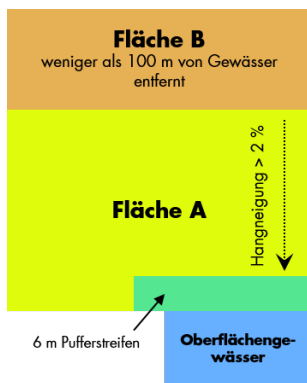 Fläche B
weniger als 100 m von Gewässer
entfernt
Hangneigung > 2 %
Fläche A
6 m Pufferstreifen
Oberflächenge-
wässer